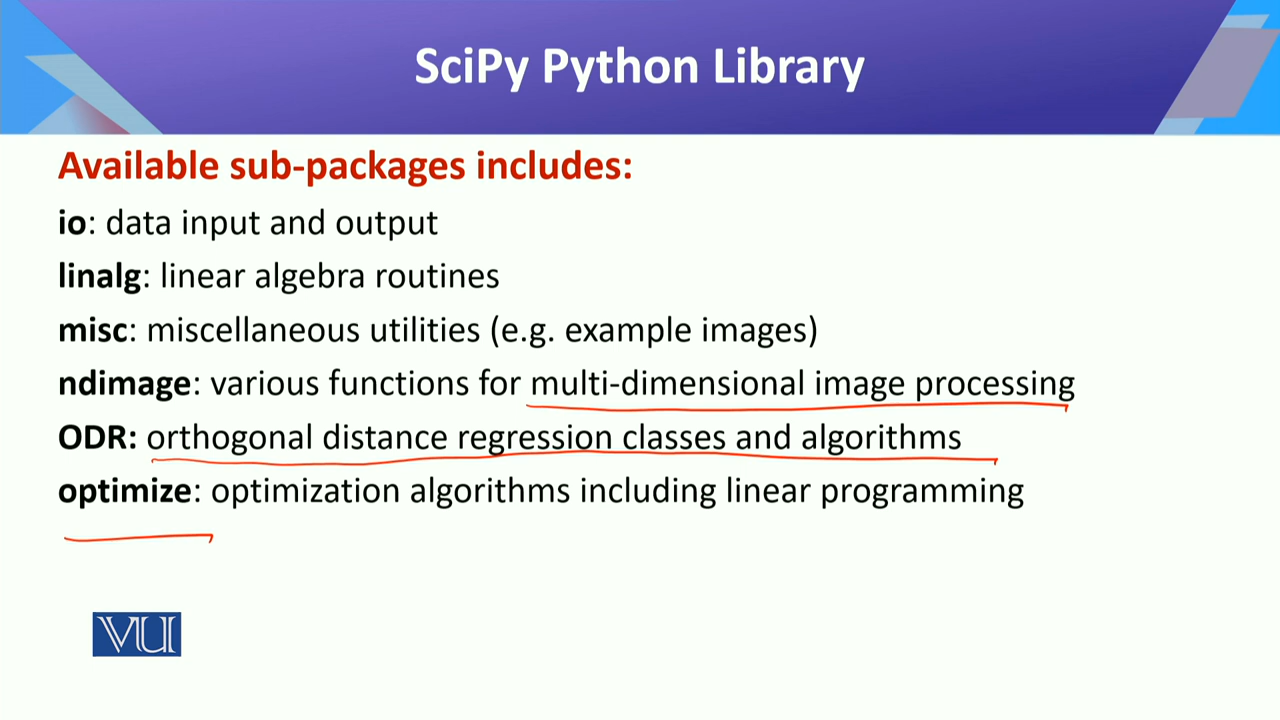 SciPy Python Library
Available sub-packages includes:
io: data input and output
linalg: linear algebra routines
misc: miscellaneous utilities (e.g. example images)
ndimage: various functions for multi-dimensional image processing
ODR: orthogonal distance regression classes and algorithms
optimize: optimization algorithms including linear programming
VU